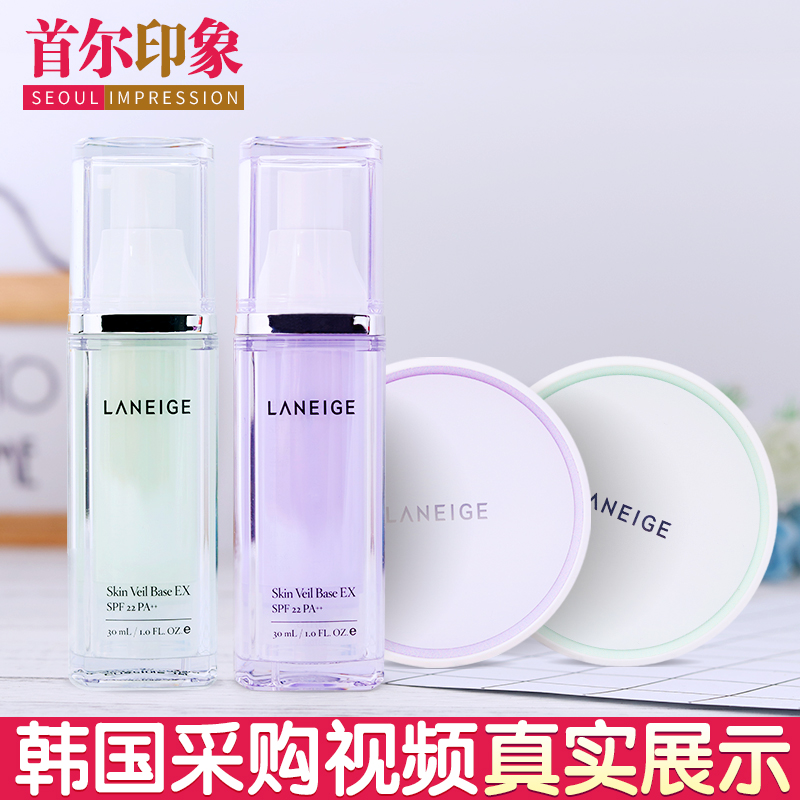 首尔印象
SEOUL IMPRESSION
LANEIGE
Skin Veil Base EX
SPF 22 PA++
30 mL / 1.0 FL. OZ. e
LANEIGE
Skin Veil Base EX
SPF 22 PA++
30 mL / 1.0 FL. OZ. e
LANEIGE
ANEIGE
韩国采购视频真实展示